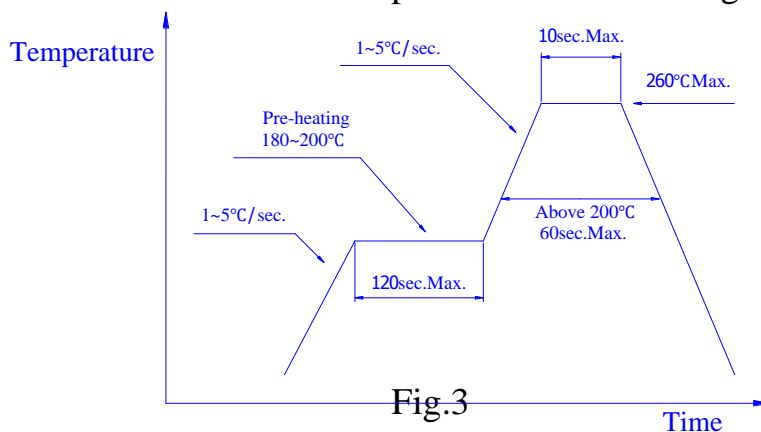 Temperature
1~5℃/sec.
10sec.Max.
260℃Max.
Pre-heating
180~200℃
Above 200℃
60sec.Max.
1~5℃/sec.
120sec.Max.
Fig.3
Time